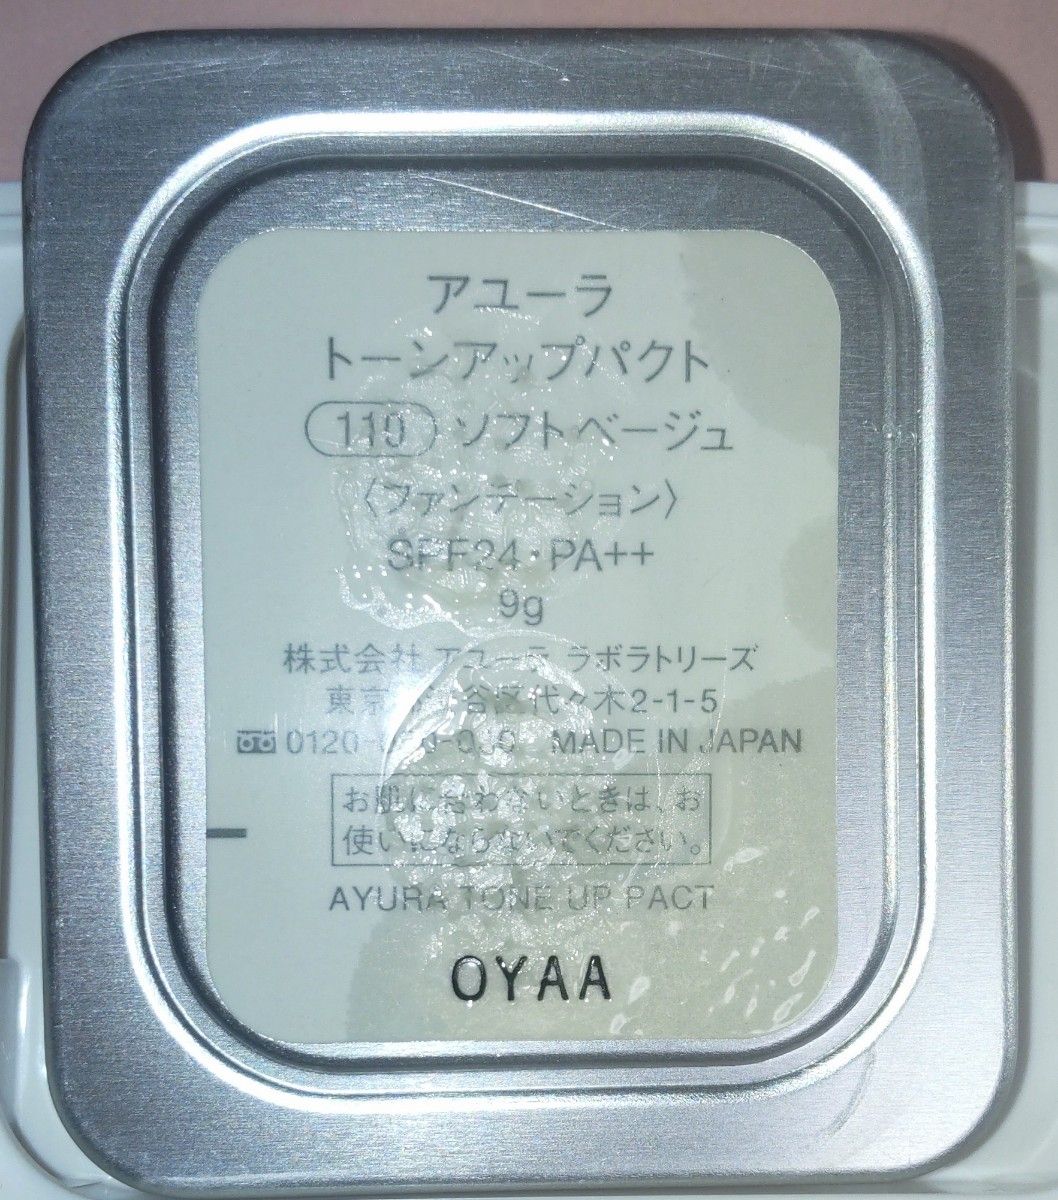 アユーラ
トーンアップパクト
110 ソフトベージュ
〈ファンデーション〉
SPF24・PA++
9g
株式会社 アユーラ ラボラトリーズ
東京 谷区代々木2-1-5
0120 MADE IN JAPAN
お肌に合わないときは、お
使いにならないでください。
AYURA TONE UP PACT
OYAA